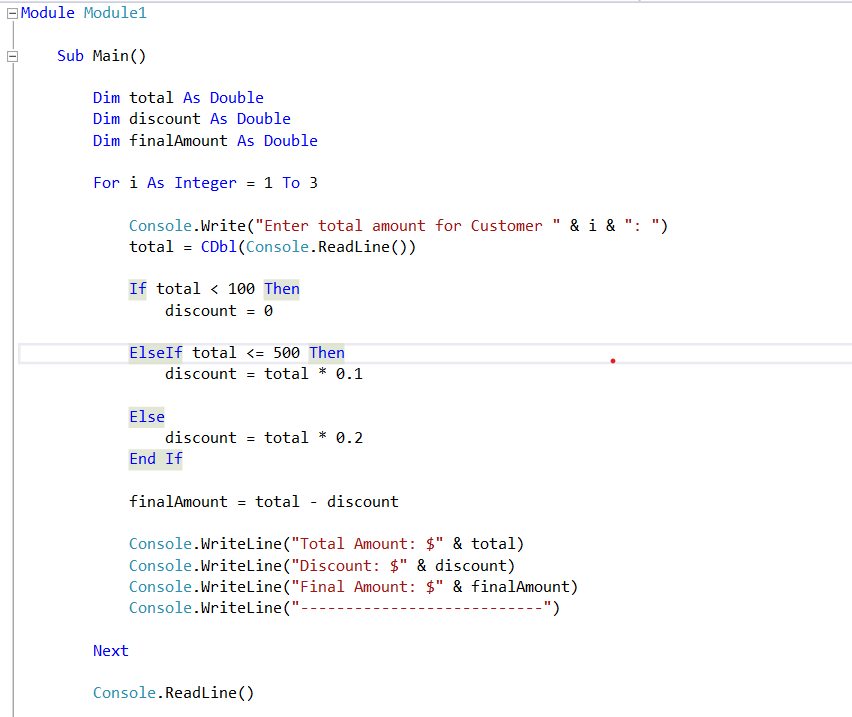 Module Module1
Sub Main()
Dim total As Double
Dim discount As Double
Dim finalAmount As Double
For i As Integer = 1 To 3
Console.Write("Enter total amount for Customer " & i & ": ")
total = CDbl(Console.ReadLine())
If total < 100 Then
discount = 0
ElseIf total <= 500 Then
discount = total * 0.1
Else
discount = total * 0.2
End If
finalAmount = total - discount
Console.WriteLine("Total Amount: $" & total)
Console.WriteLine("Discount: $" & discount)
Console.WriteLine("Final Amount: $" & finalAmount)
Console.WriteLine("---------------------------")
Next
Console.ReadLine()